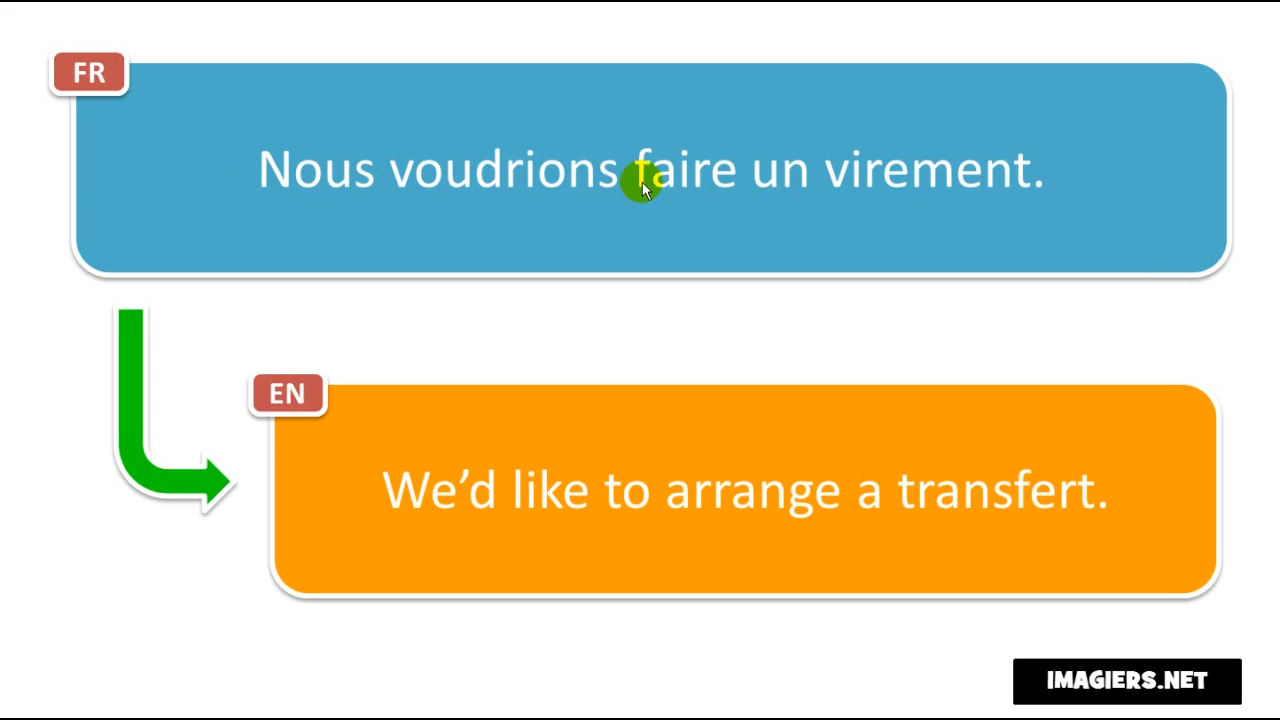 FR
Nous voudrions faire un virement.
EN
We’d like to arrange a transfert.
IMAGIERS.NET